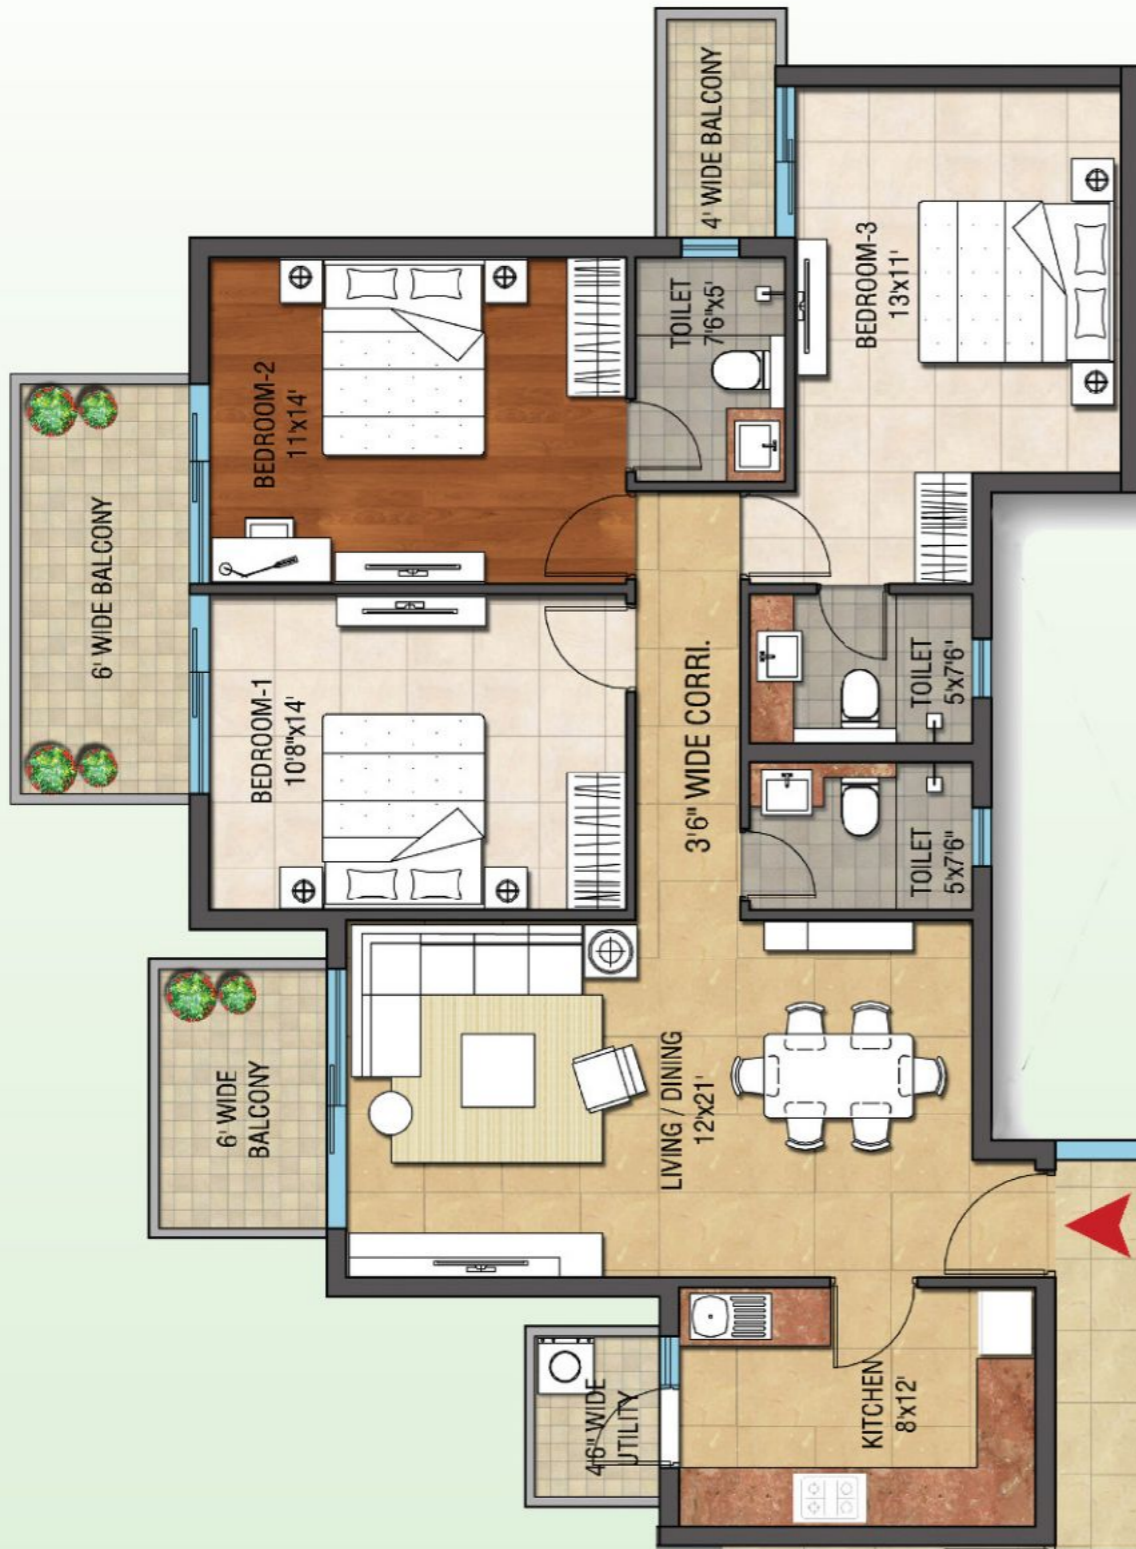 4' WIDE BALCONY
BEDROOM-3
13'x11'
TOILET
7'6"x5'
BEDROOM-2
11'x14'
6' WIDE BALCONY
BEDROOM-1
10'8"x14'
3'6" WIDE CORRI.
TOILET
5'x7'6"
TOILET
5'x7'6"
6' WIDE
BALCONY
LIVING / DINING
12'x21'
KITCHEN
8'x12'
4'6" WIDE
UTILITY